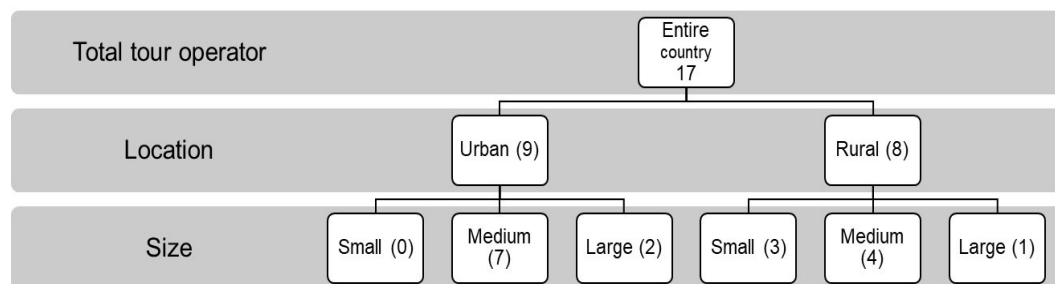 Total tour operator
Entire
country
17
Location
Urban (9)
Rural (8)
Size
Small (0)
Medium
(7)
Large (2)
Small (3)
Medium
(4)
Large (1)